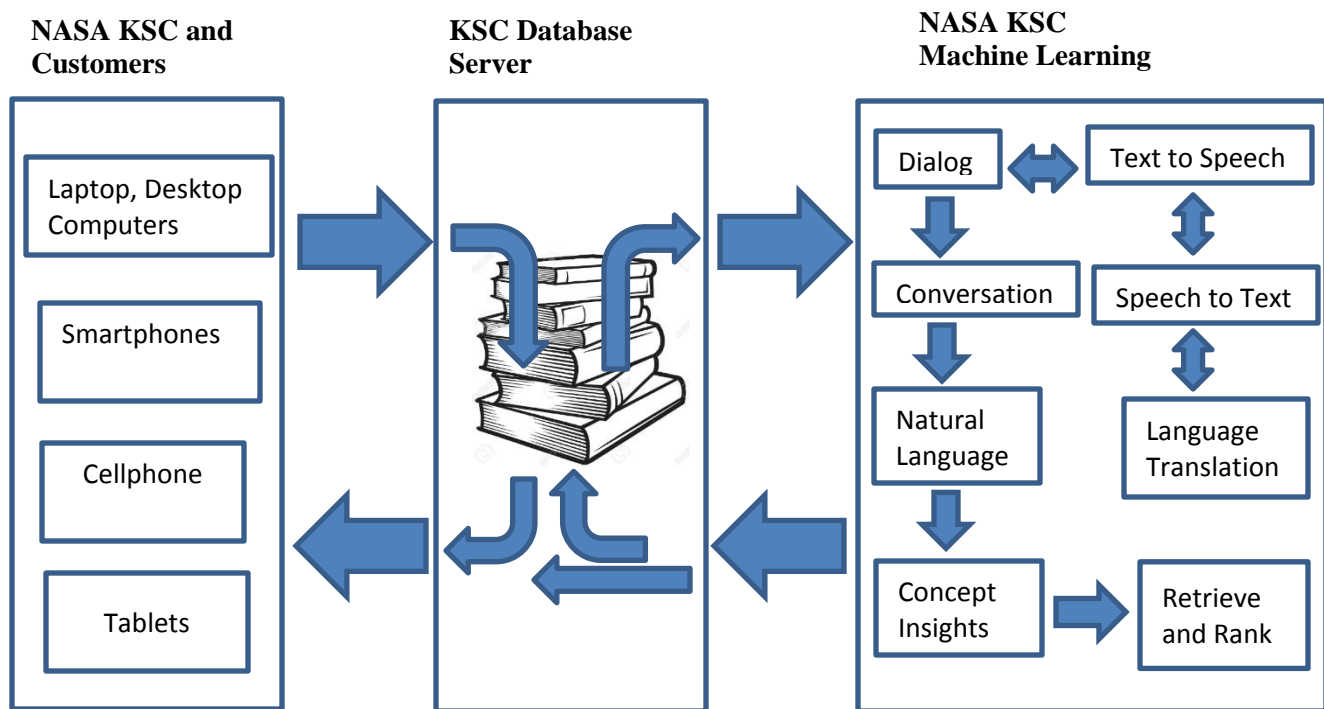 NASA KSC and
Customers
KSC Database
Server
NASA KSC
Machine Learning
Laptop, Desktop
Computers
Smartphones
Cellphone
Tablets
Dialog
Text to Speech
Conversation
Speech to Text
Natural
Language
Language
Translation
Concept
Insights
Retrieve
and Rank